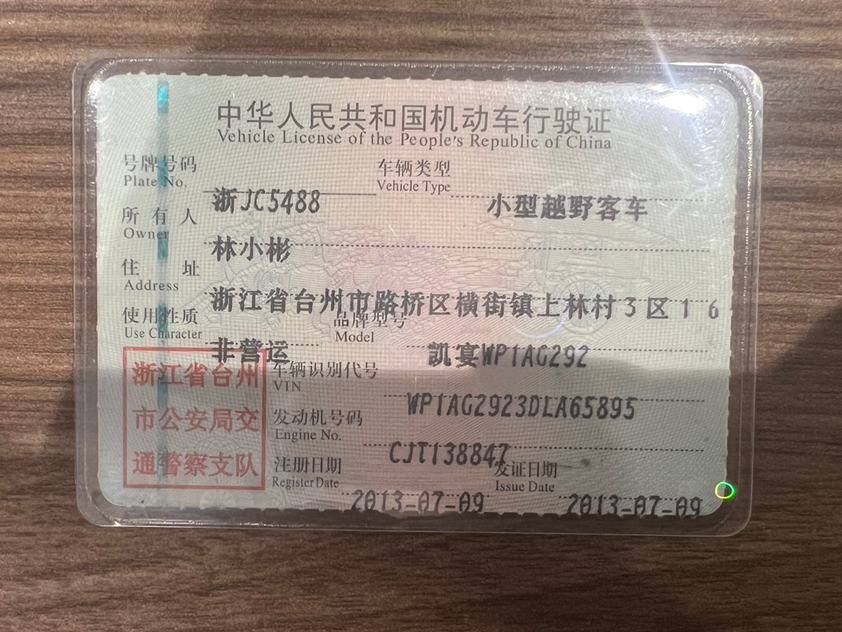 中华人民共和国机动车行驶证
Vehicle License of the People's Republic of China
号牌号码 浙JC5488 车辆类型 小型越野客车
Plate No. Vehicle Type
所有人 林小彬
Owner
住址 浙江省台州市路桥区横街镇上林村3区16
Address
使用性质 非营运 品牌型号 凯宴WP1AG292
Use Character Model
浙江省台州
市公安局交
通警察支队
车辆识别代号 WP1AG2923DLA65895
VIN
发动机号码 CJT138847
Engine No.
注册日期 2013-07-09 发证日期 2013-07-09
Register Date Issue Date